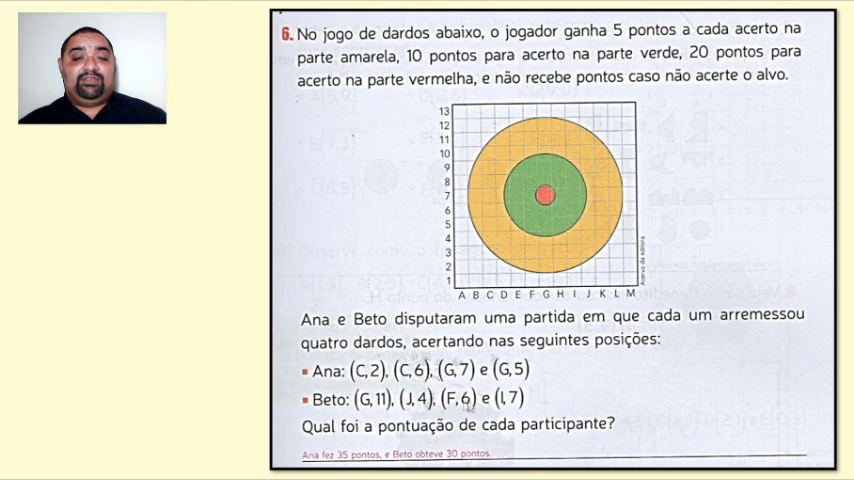 6. No jogo de dardos abaixo, o jogador ganha 5 pontos a cada acerto na
parte amarela, 10 pontos para acerto na parte verde, 20 pontos para
acerto na parte vermelha, e não recebe pontos caso não acerte o alvo.
13
12
11
10
9
8
7
6
5
4
3
2
1
A B C D E F G H I J K L M
Acervo da editora
Ana e Beto disputaram uma partida em que cada um arremessou
quatro dardos, acertando nas seguintes posições:
▪ Ana: (C, 2), (C, 6), (G, 7) e (G, 5)
▪ Beto: (G, 11), (J, 4), (F, 6) e (I, 7)
Qual foi a pontuação de cada participante?
Ana fez 35 pontos, e Beto obteve 30 pontos.